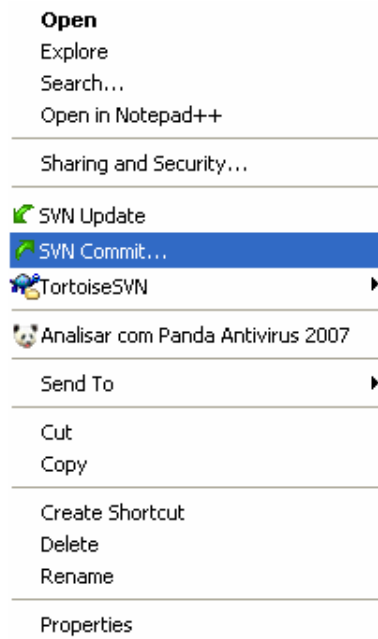 Open
Explore
Search...
Open in Notepad++
Sharing and Security...
SVN Update
SVN Commit...
TortoiseSVN
Analisar com Panda Antivirus 2007
Send To
Cut
Copy
Create Shortcut
Delete
Rename
Properties